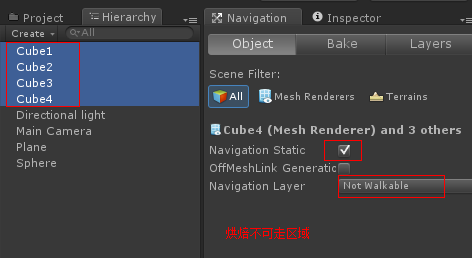 Project
Hierarchy
Create
All
Cube1
Cube2
Cube3
Cube4
Directional light
Main Camera
Plane
Sphere
Navigation
Inspector
Object
Bake
Layers
Scene Filter:
All
Mesh Renderers
Terrains
Cube4 (Mesh Renderer) and 3 others
Navigation Static
OffMeshLink Generatic
Navigation Layer
Not Walkable
烘焙不可走区域